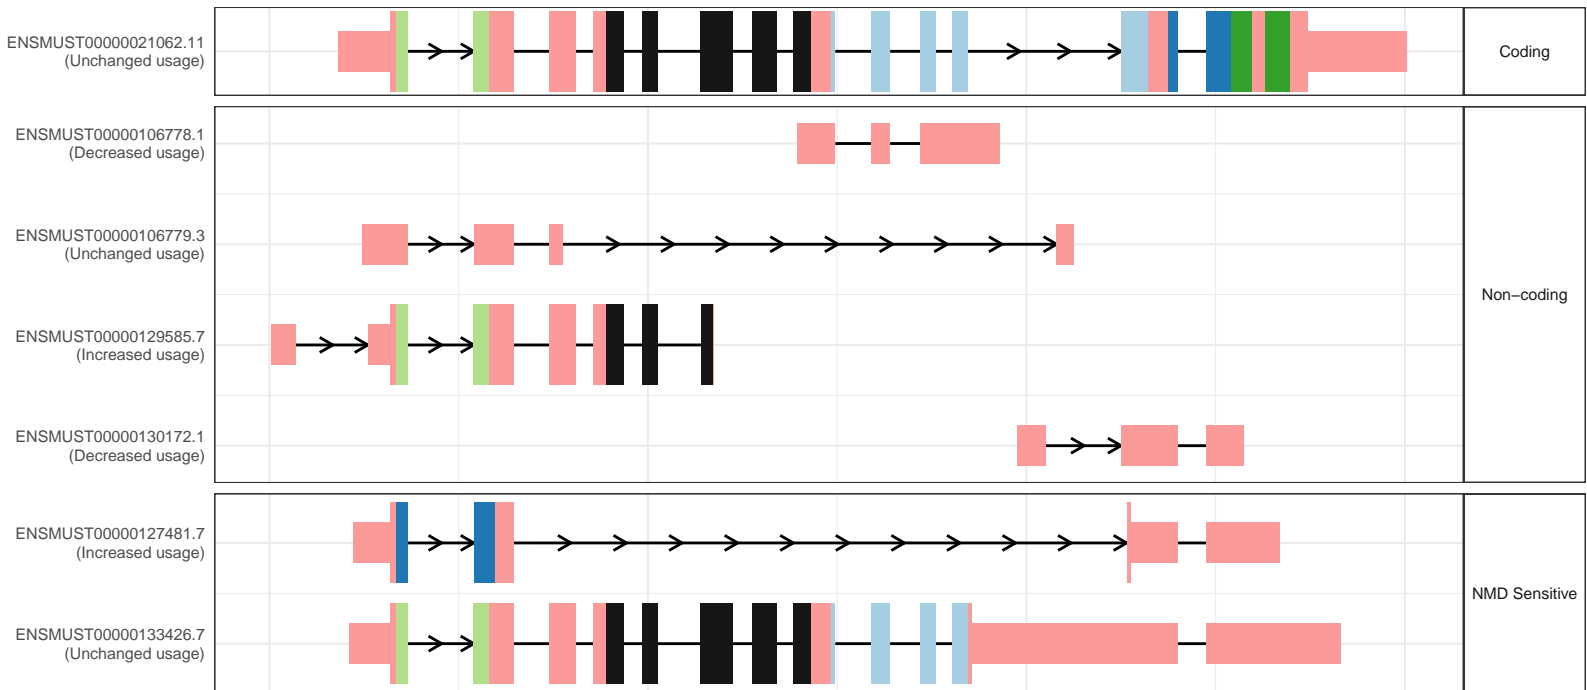 ENSMUST00000021062.11
(Unchanged usage)
Coding
ENSMUST00000106778.1
(Decreased usage)
ENSMUST00000106779.3
(Unchanged usage)
Non−coding
ENSMUST00000129585.7
(Increased usage)
ENSMUST00000130172.1
(Decreased usage)
ENSMUST00000127481.7
(Increased usage)
NMD Sensitive
ENSMUST00000133426.7
(Unchanged usage)